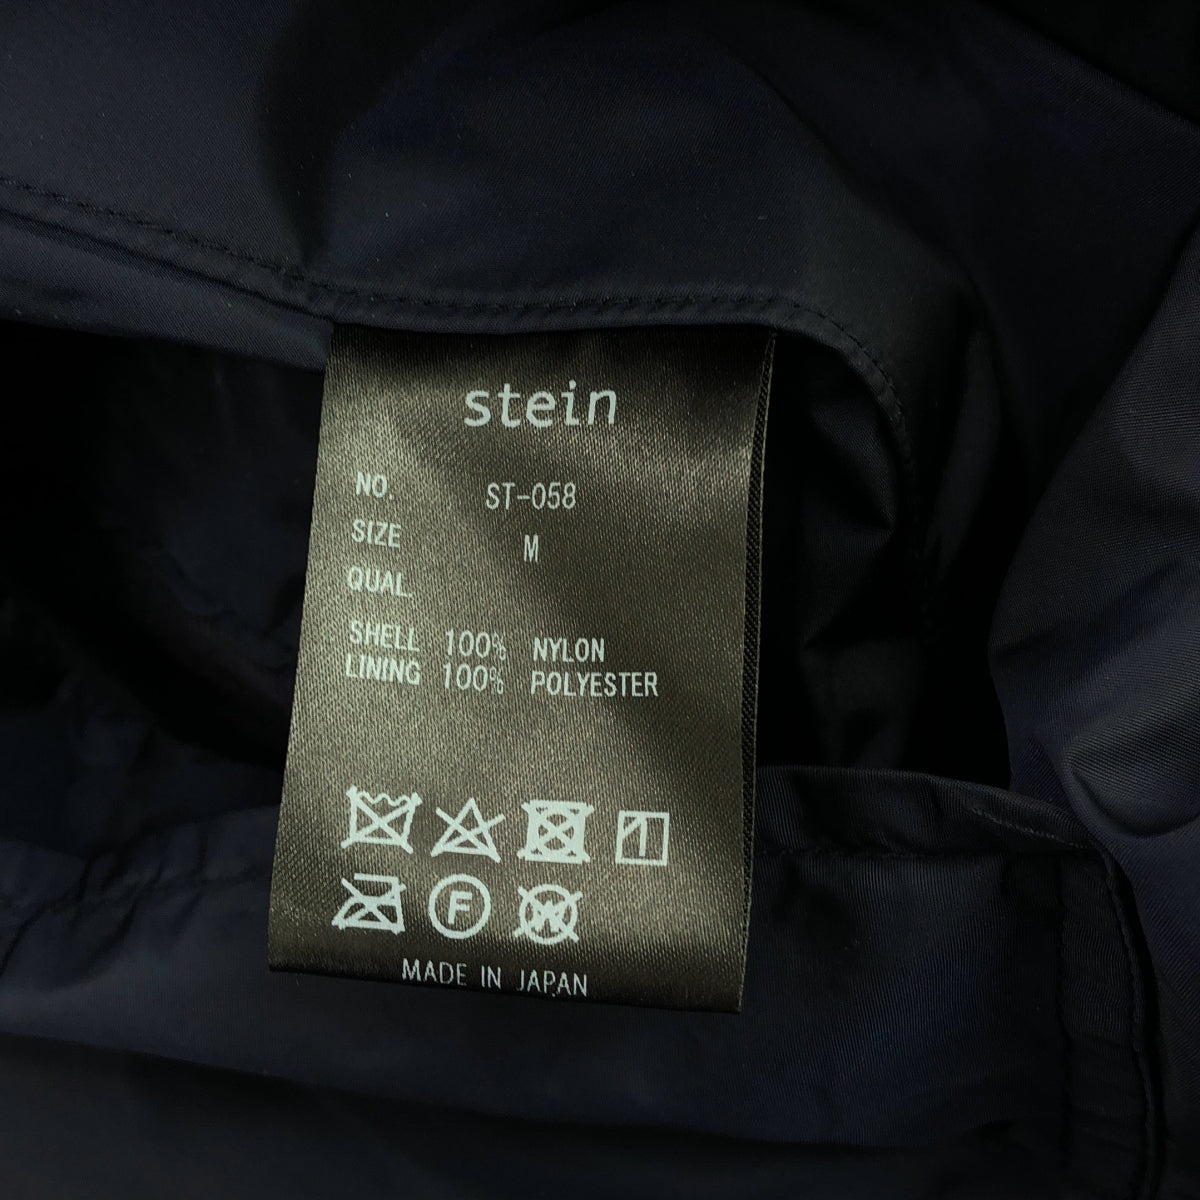 stein
NO. ST-058
SIZE M
QUAL.
SHELL 100% NYLON
LINING 100% POLYESTER
F
W
MADE IN JAPAN